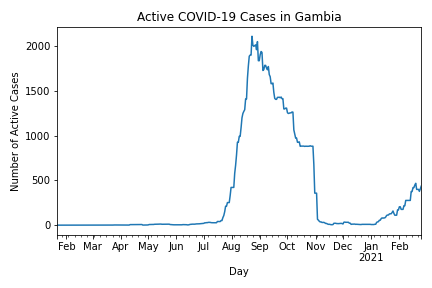 Active COVID-19 Cases in Gambia
Number of Active Cases
2000
1500
1000
500
0
Feb Mar Apr May Jun Jul Aug Sep Oct Nov Dec Jan Feb
2021
Day